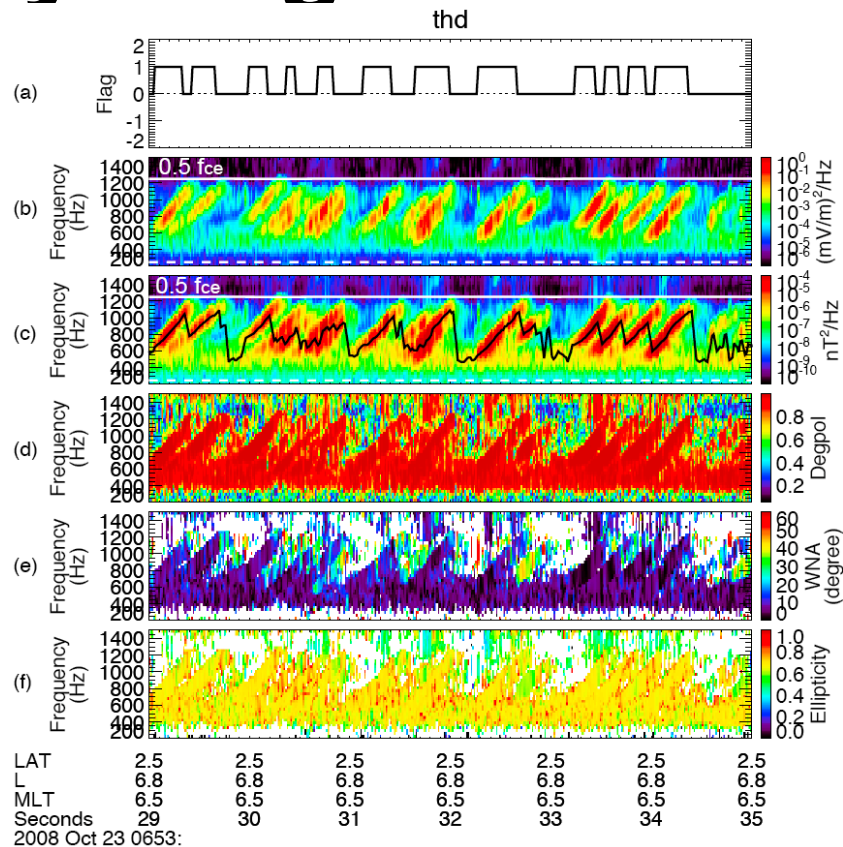 thd
(a)
Flag
2
1
0
-1
-2
(b)
Frequency
(Hz)
1400
1200
1000
800
600
400
200
0.5 fce
10^0
10^-1
10^-2
10^-3
10^-4
10^-5
10^-6
10
(mV/m)^2/Hz
(c)
Frequency
(Hz)
1400
1200
1000
800
600
400
200
0.5 fce
10^-4
10^-5
10^-6
10^-7
10^-8
10^-9
10^-10
nT^2/Hz
(d)
Frequency
(Hz)
1400
1200
1000
800
600
400
200
0.8
0.6
0.4
0.2
Degpol
(e)
Frequency
(Hz)
1400
1200
1000
800
600
400
200
60
50
40
30
20
10
0
WNA
(degree)
(f)
Frequency
(Hz)
1400
1200
1000
800
600
400
200
1.0
0.8
0.6
0.4
0.2
0.0
Ellipticity
LAT 2.5 2.5 2.5 2.5 2.5 2.5 2.5
L 6.8 6.8 6.8 6.8 6.8 6.8 6.8
MLT 6.5 6.5 6.5 6.5 6.5 6.5 6.5
Seconds 29 30 31 32 33 34 35
2008 Oct 23 0653: